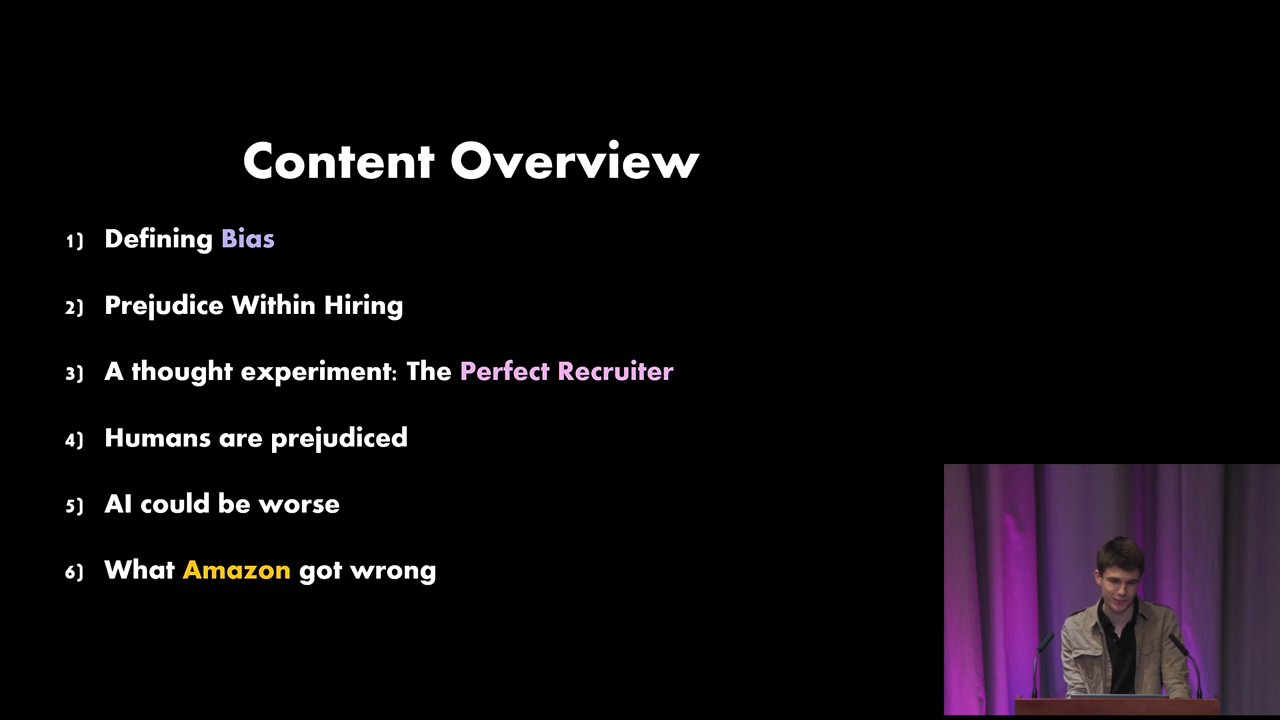 Content Overview
1) Defining Bias
2) Prejudice Within Hiring
3) A thought experiment: The Perfect Recruiter
4) Humans are prejudiced
5) AI could be worse
6) What Amazon got wrong